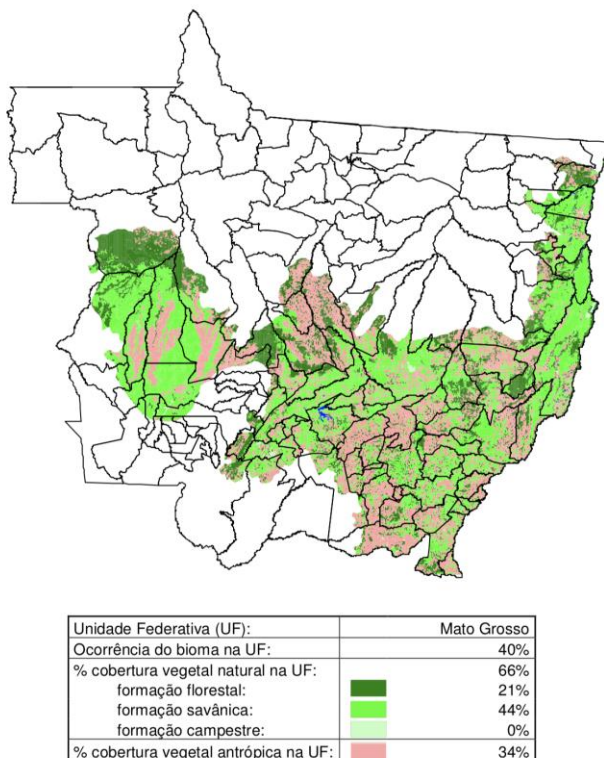 Unidade Federativa (UF): Mato Grosso
Ocorrência do bioma na UF: 40%
% cobertura vegetal natural na UF: 66%
formação florestal: 21%
formação savânica: 44%
formação campestre: 0%
% cobertura vegetal antrópica na UF: 34%